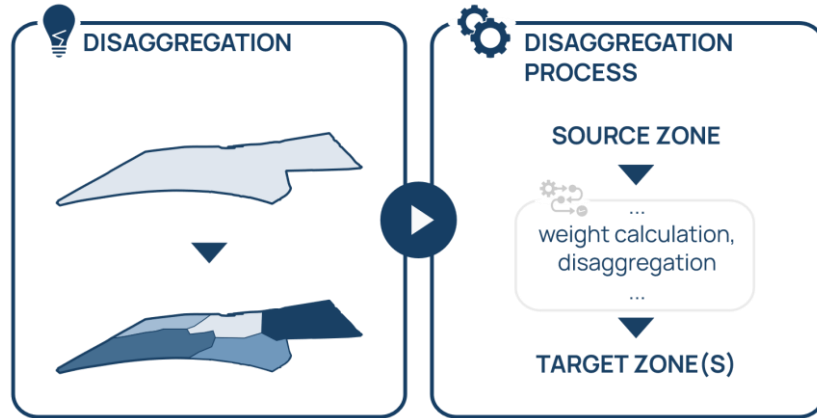 DISAGGREGATION
DISAGGREGATION
PROCESS
SOURCE ZONE
...
weight calculation,
disaggregation
...
TARGET ZONE(S)